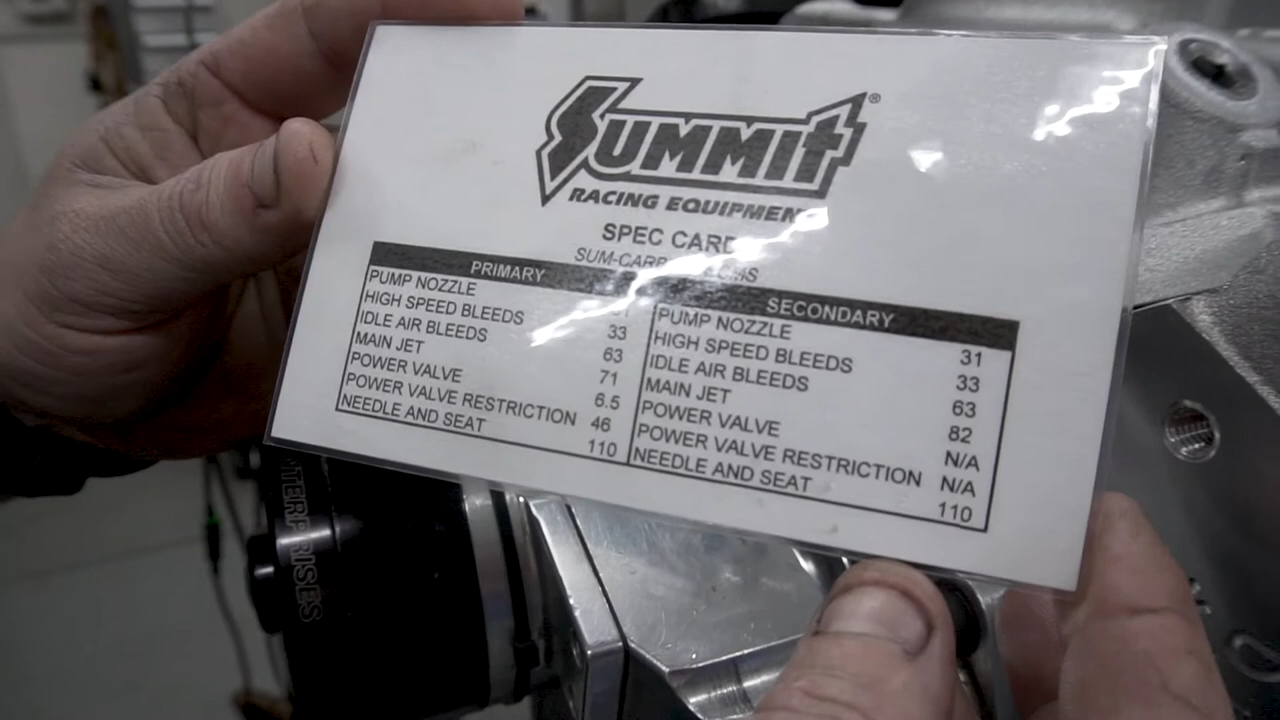 SUMMIT®
RACING EQUIPMENT
SPEC CARD
PRIMARY
PUMP NOZZLE
HIGH SPEED BLEEDS 33
IDLE AIR BLEEDS 63
MAIN JET 71
POWER VALVE 6.5
POWER VALVE RESTRICTION 46
NEEDLE AND SEAT 110
SECONDARY
PUMP NOZZLE 31
HIGH SPEED BLEEDS 33
IDLE AIR BLEEDS 63
MAIN JET 82
POWER VALVE N/A
POWER VALVE RESTRICTION N/A
NEEDLE AND SEAT 110